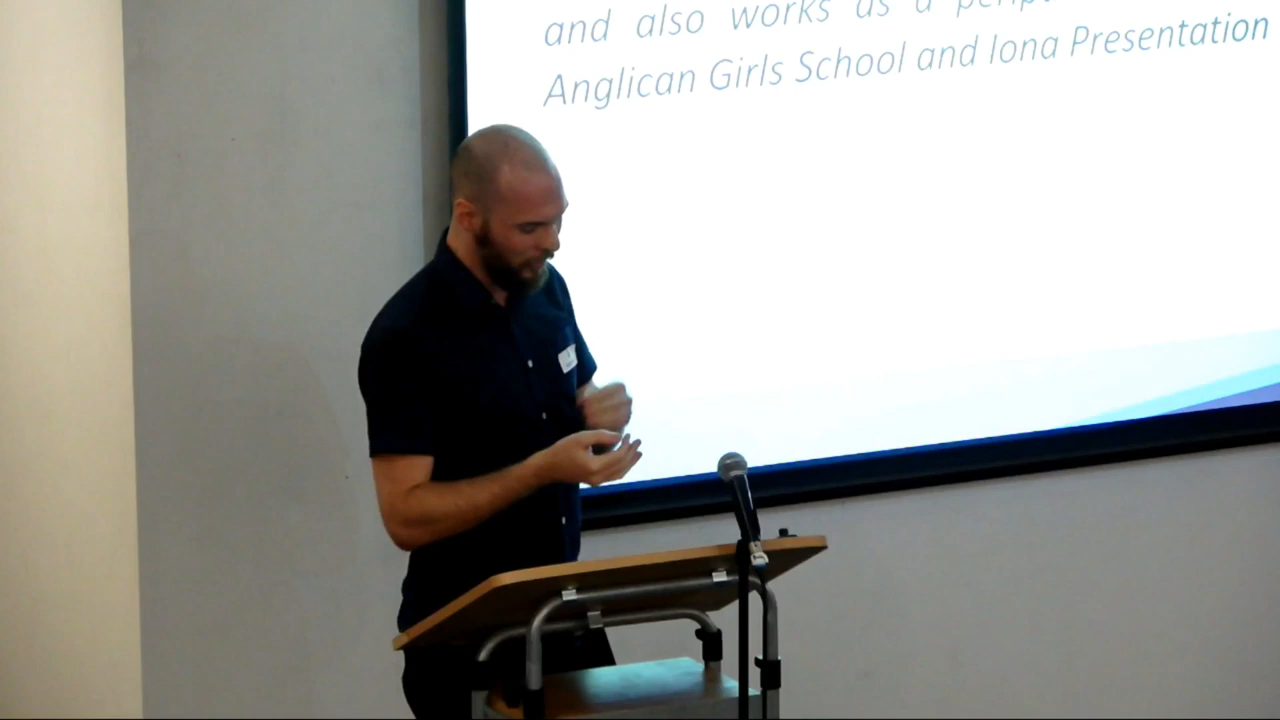 and also works as a
Anglican Girls School and Iona Presentation